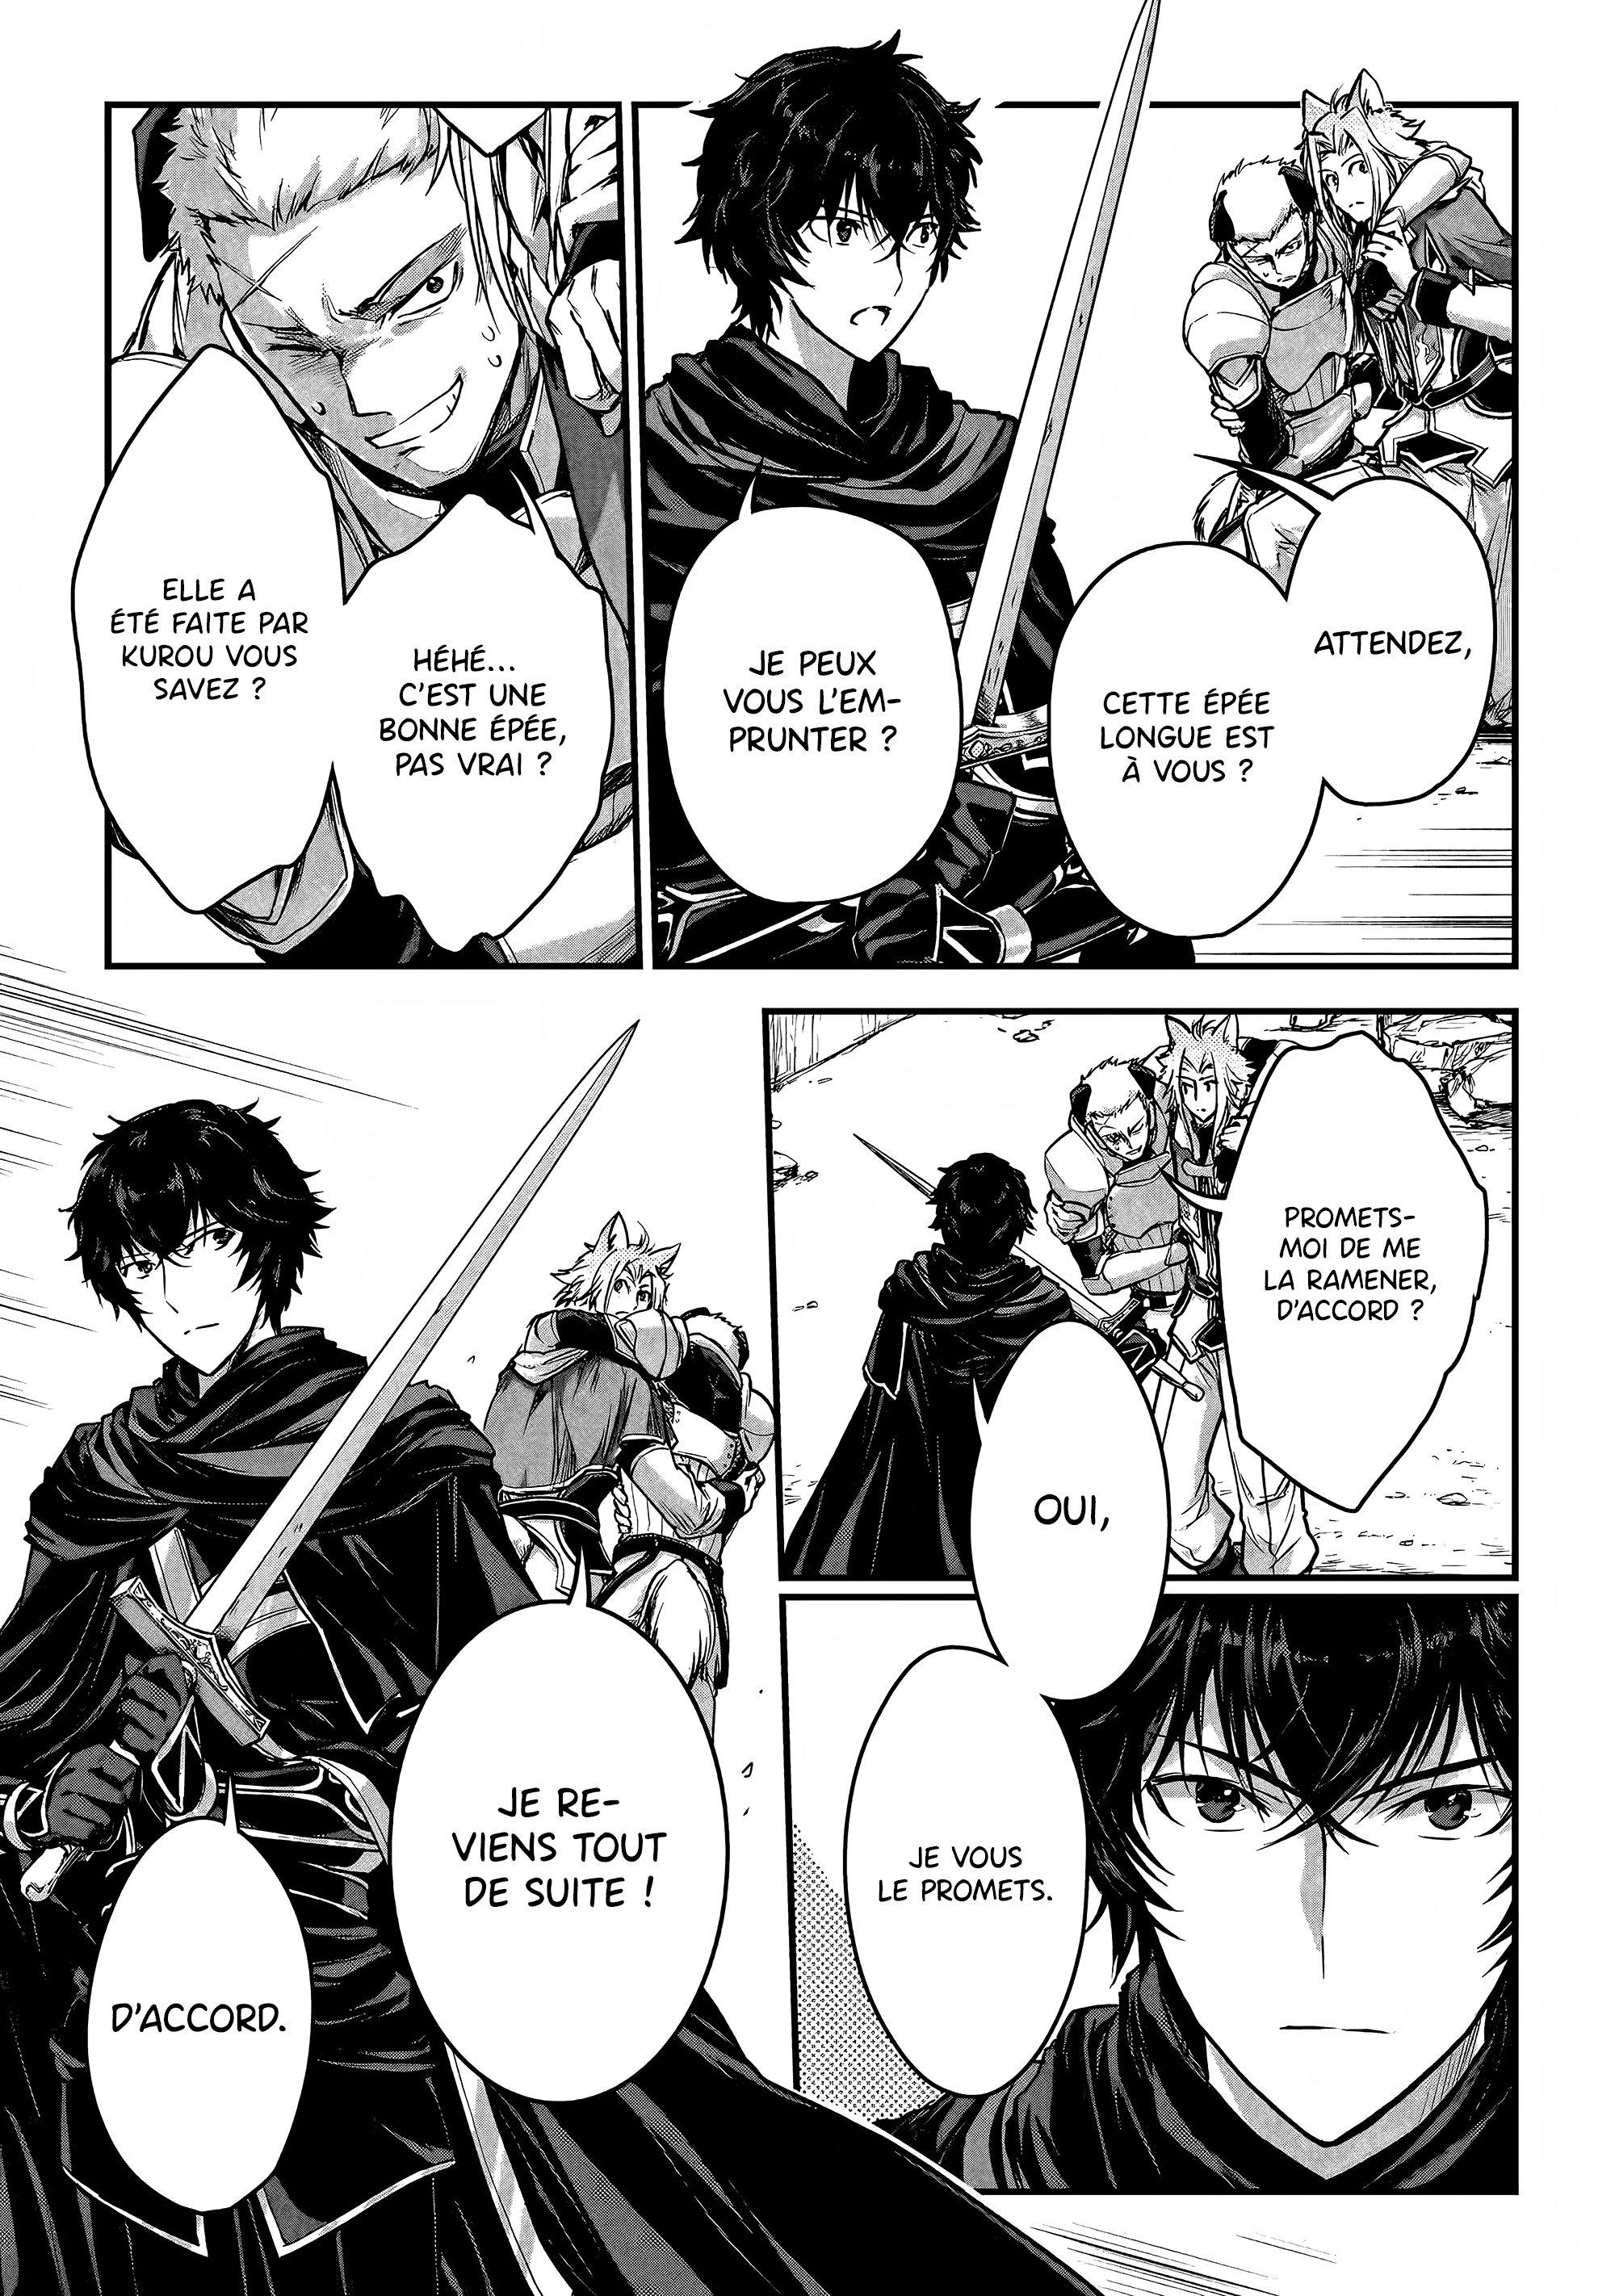 ATTENDEZ,
CETTE ÉPÉE
LONGUE EST
À VOUS ?
JE PEUX
VOUS L'EM-
PRUNTER ?
HÉHÉ...
C'EST UNE
BONNE ÉPÉE,
PAS VRAI ?
ELLE A
ÉTÉ FAITE PAR
KUROU VOUS
SAVEZ ?
PROMETS-
MOI DE ME
LA RAMENER,
D'ACCORD ?
OUI,
JE VOUS
LE PROMETS.
JE RE-
VIENS TOUT
DE SUITE !
D'ACCORD.